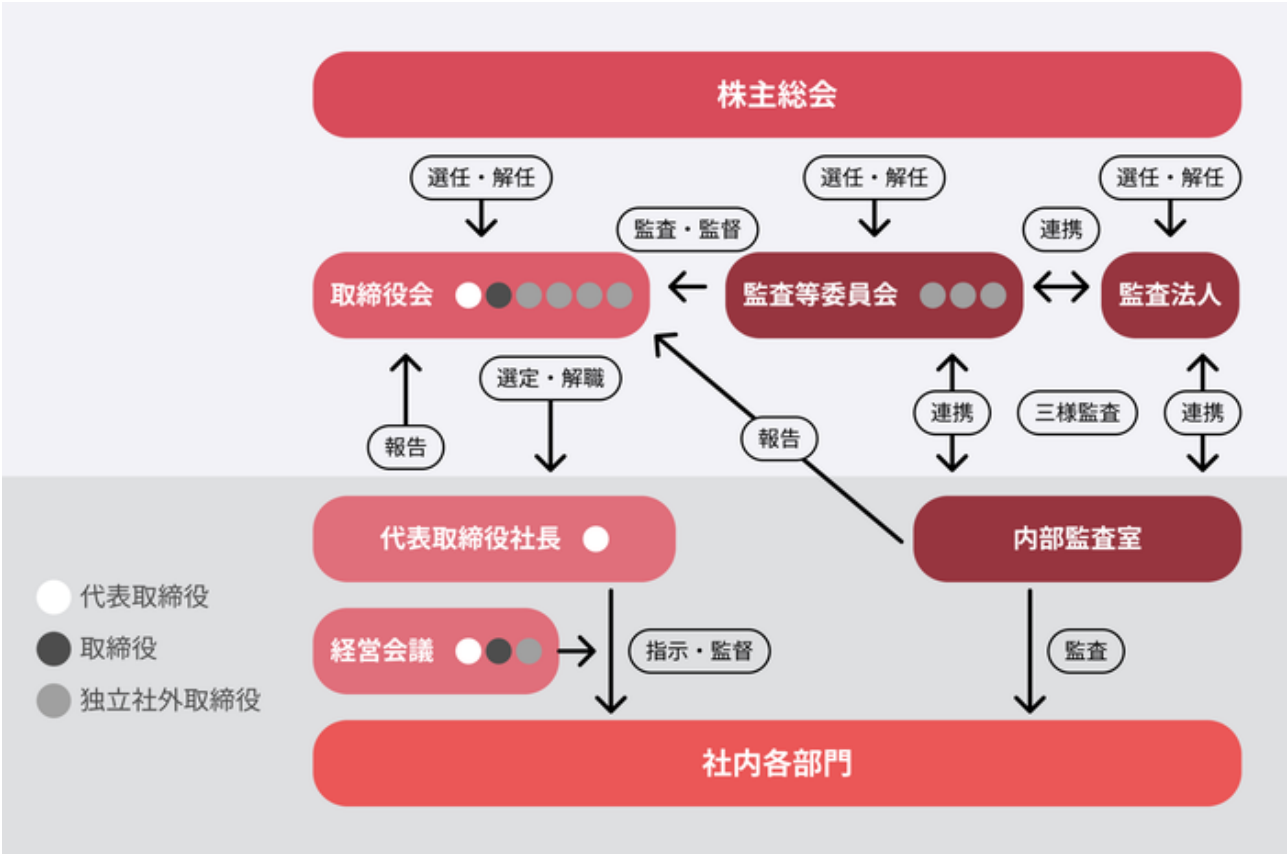 株主総会
選任・解任
選任・解任
選任・解任
監査・監督
連携
取締役会
監査等委員会
監査法人
選定・解職
報告
報告
連携
三様監査
連携
代表取締役社長
内部監査室
代表取締役
取締役
独立社外取締役
経営会議
指示・監督
監査
社内各部門